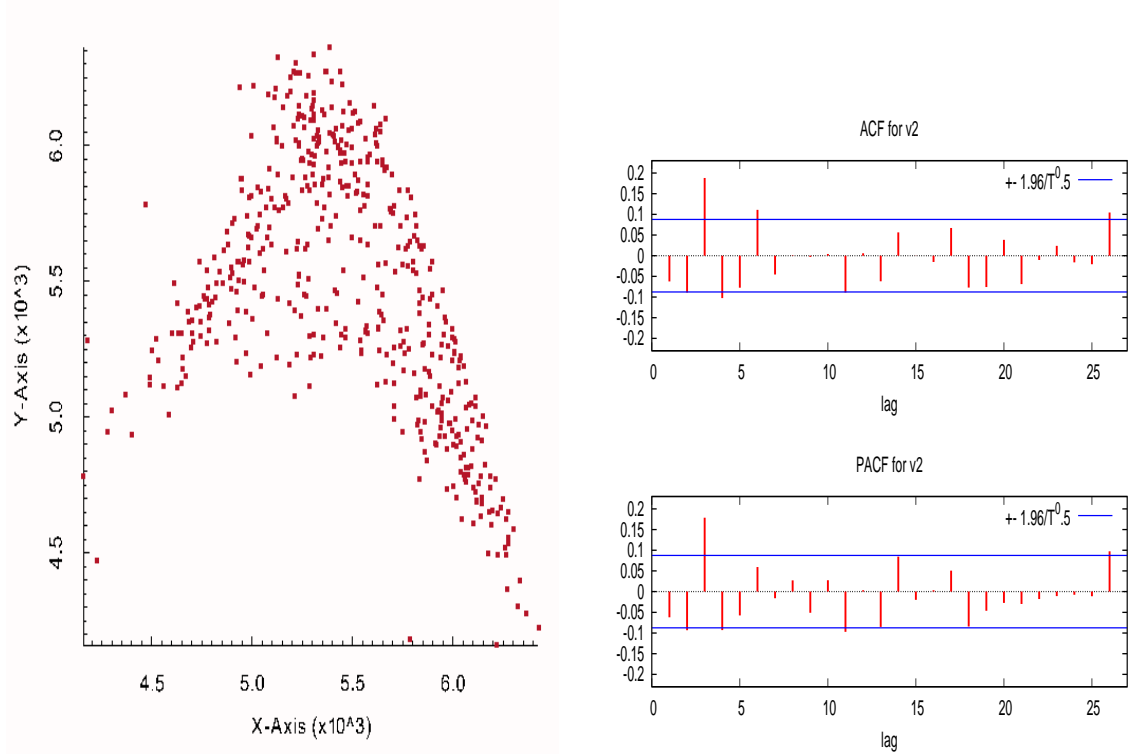 Y-Axis (x10^3)
6.0
5.5
5.0
4.5
4.5 5.0 5.5 6.0
X-Axis (x10^3)
ACF for v2
+- 1.96/T^0.5
0.2
0.15
0.1
0.05
0
-0.05
-0.1
-0.15
-0.2
0 5 10 15 20 25
lag
PACF for v2
+- 1.96/T^0.5
0.2
0.15
0.1
0.05
0
-0.05
-0.1
-0.15
-0.2
0 5 10 15 20 25
lag